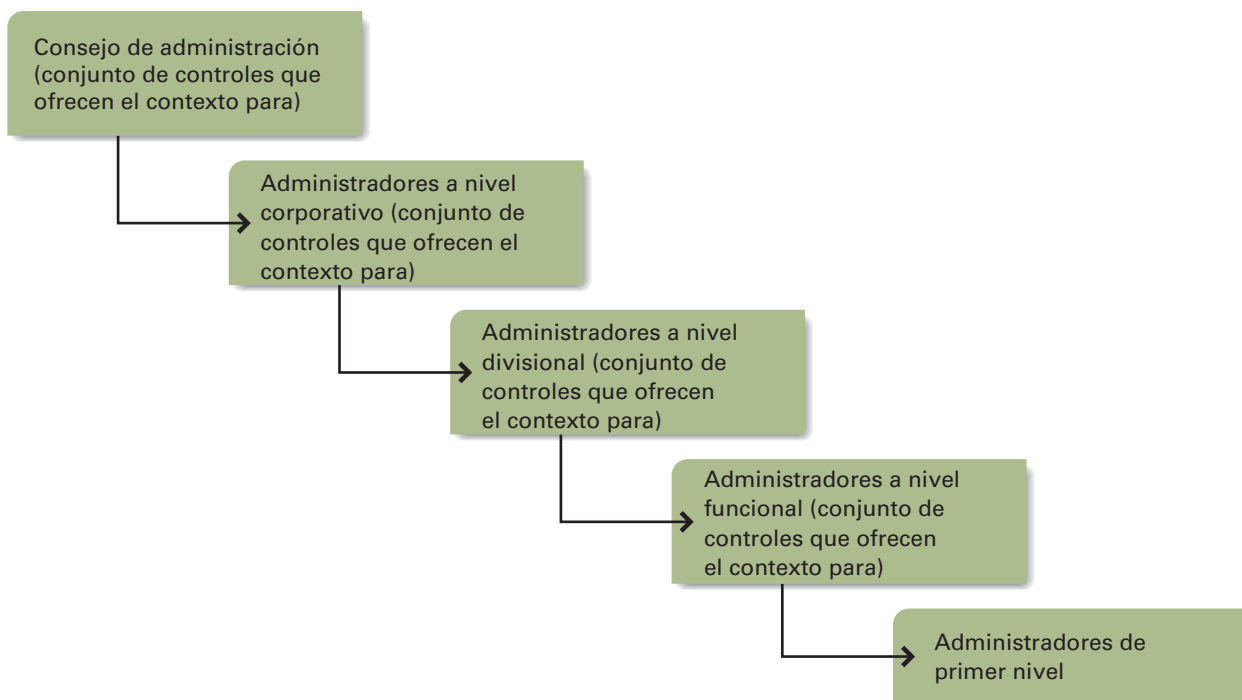 Consejo de administración
(conjunto de controles que
ofrecen el contexto para)
Administradores a nivel
corporativo (conjunto de
controles que ofrecen el
contexto para)
Administradores a nivel
divisional (conjunto de
controles que ofrecen
el contexto para)
Administradores a nivel
funcional (conjunto de
controles que ofrecen
el contexto para)
Administradores de
primer nivel